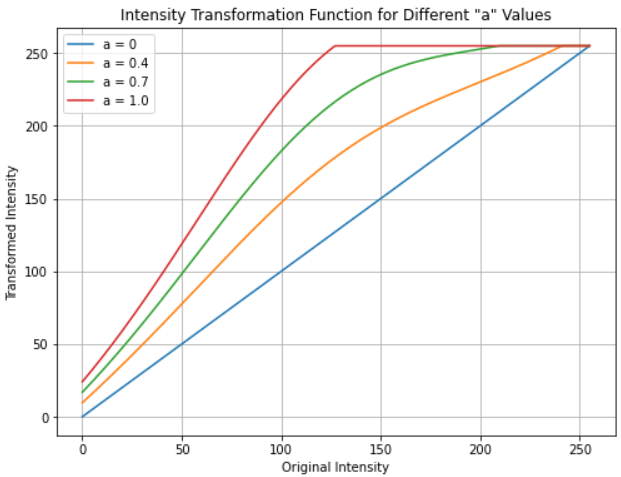 Intensity Transformation Function for Different "a" Values
a = 0
a = 0.4
a = 0.7
a = 1.0
Transformed Intensity
250
200
150
100
50
0
0 50 100 150 200 250
Original Intensity